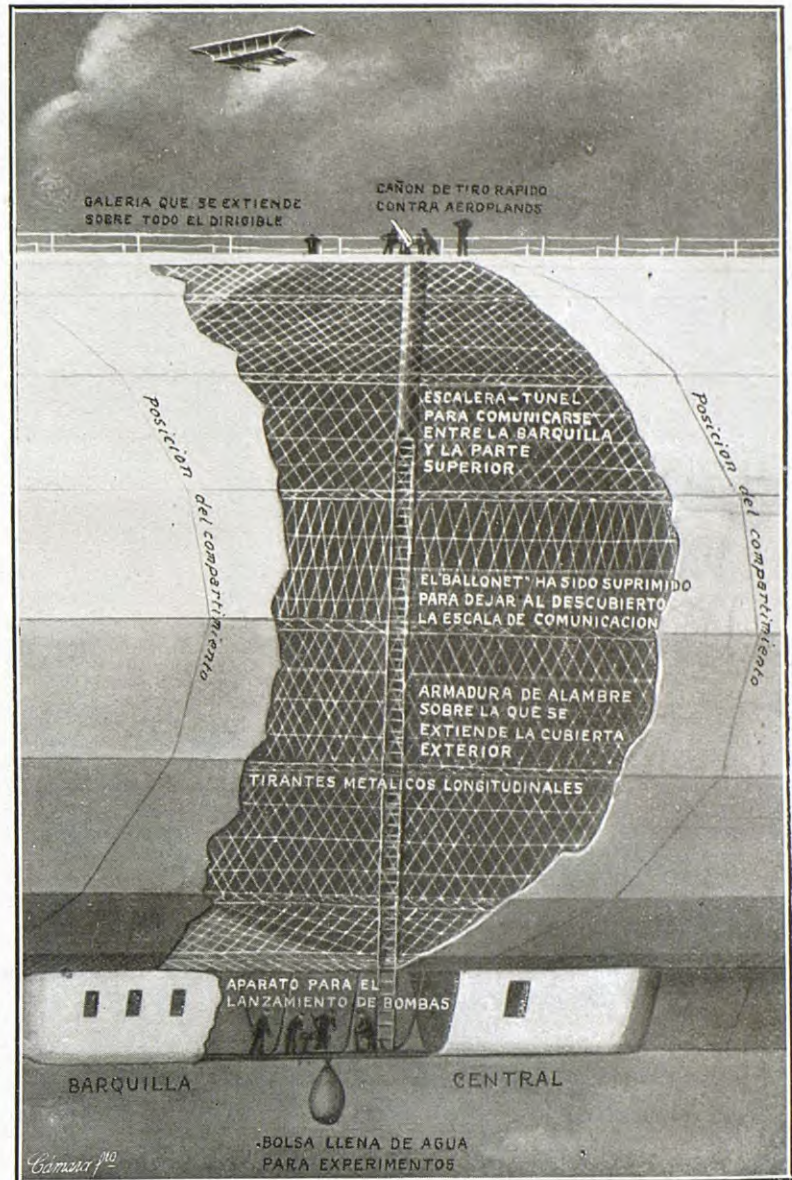 GALERIA QUE SE EXTIENDE
SOBRE TODO EL DIRIGIBLE
CAÑON DE TIRO RAPIDO
CONTRA AEROPLANOS
ESCALERA-TUNEL
PARA COMUNICARSE
ENTRE LA BARQUILLA
Y LA PARTE
SUPERIOR
posicion del compartimiento
posicion del compartimiento
EL "BALLONET" HA SIDO SUPRIMIDO
PARA DEJAR AL DESCUBIERTO
LA ESCALA DE COMUNICACION
ARMADURA DE ALAMBRE
SOBRE LA QUE SE
EXTIENDE LA CUBIERTA
EXTERIOR
TIRANTES METALICOS LONGITUDINALES
APARATO PARA EL
LANZAMIENTO DE BOMBAS
BARQUILLA CENTRAL
BOLSA LLENA DE AGUA
PARA EXPERIMENTOS
Cámara fto